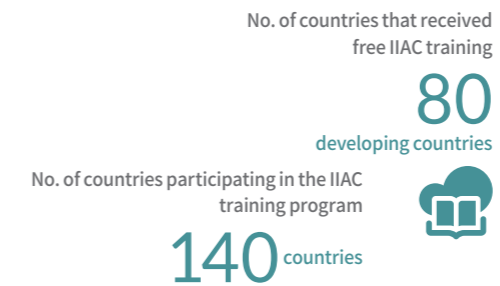 No. of countries that received
free IIAC training
80
developing countries
No. of countries participating in the IIAC
training program
140 countries